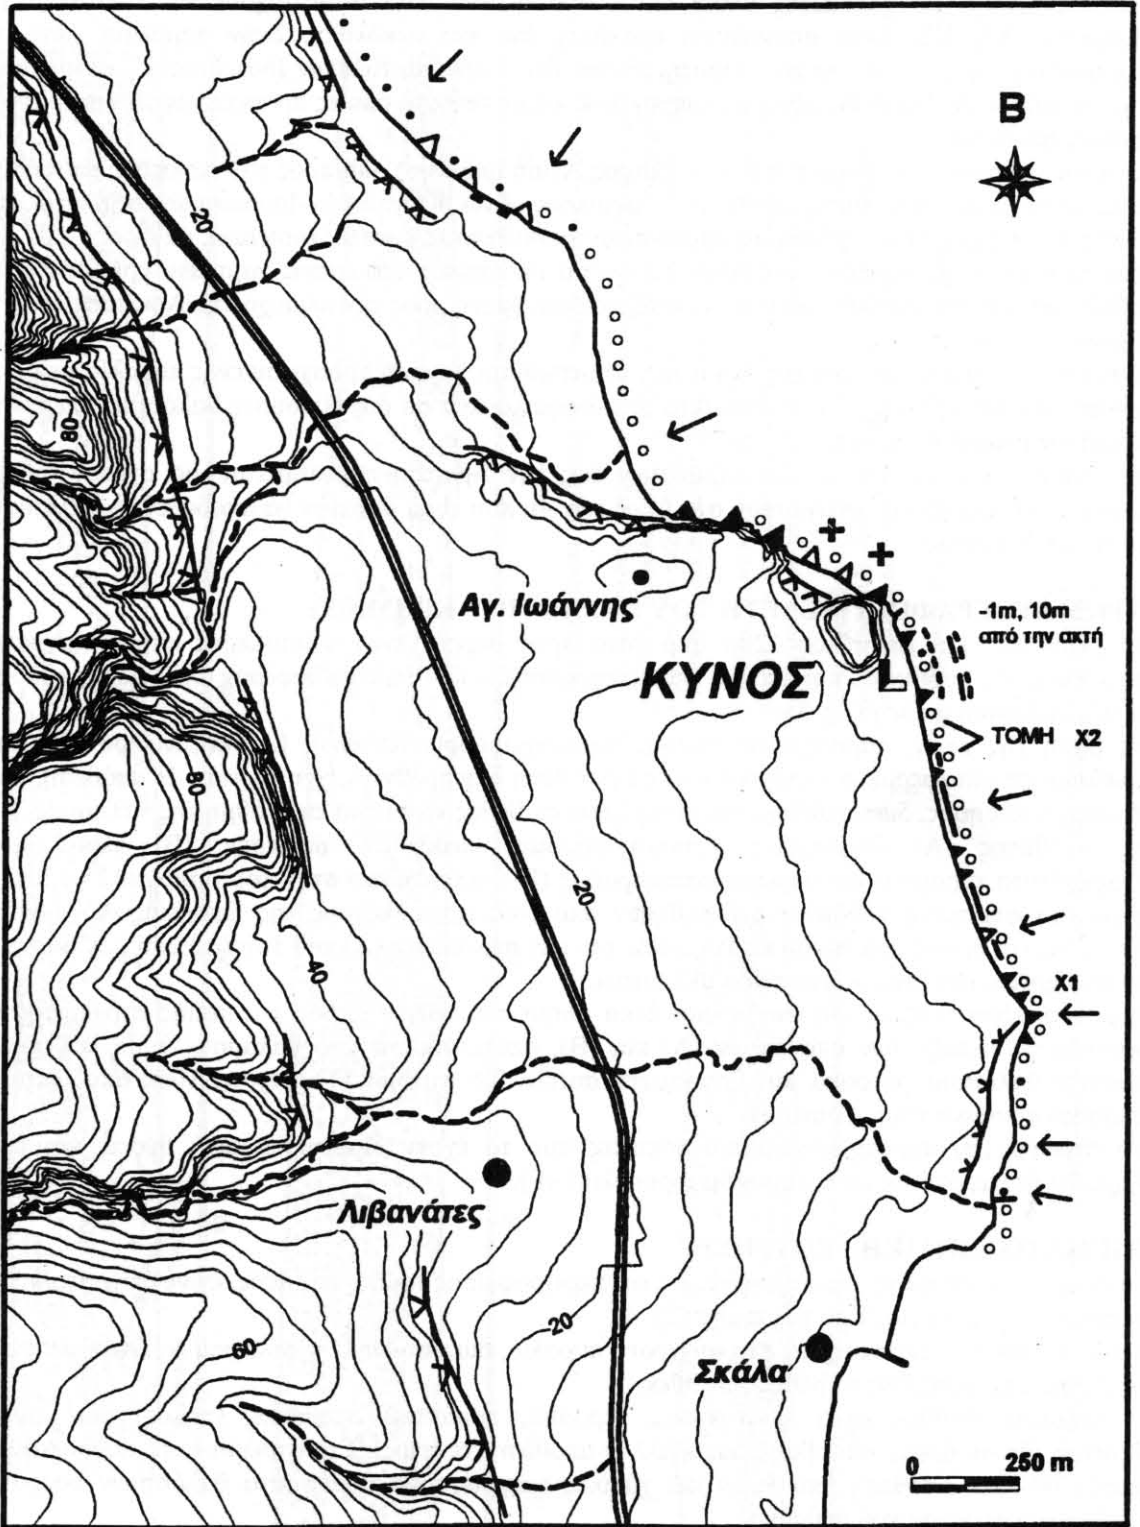 B
20
80
Αγ. Ιωάννης
-1m, 10m
από την ακτή
ΚΥΝΟΣ
L
ΤΟΜΗ X2
80
20
40
X1
Λιβανάτες
20
60
Σκάλα
0 250 m